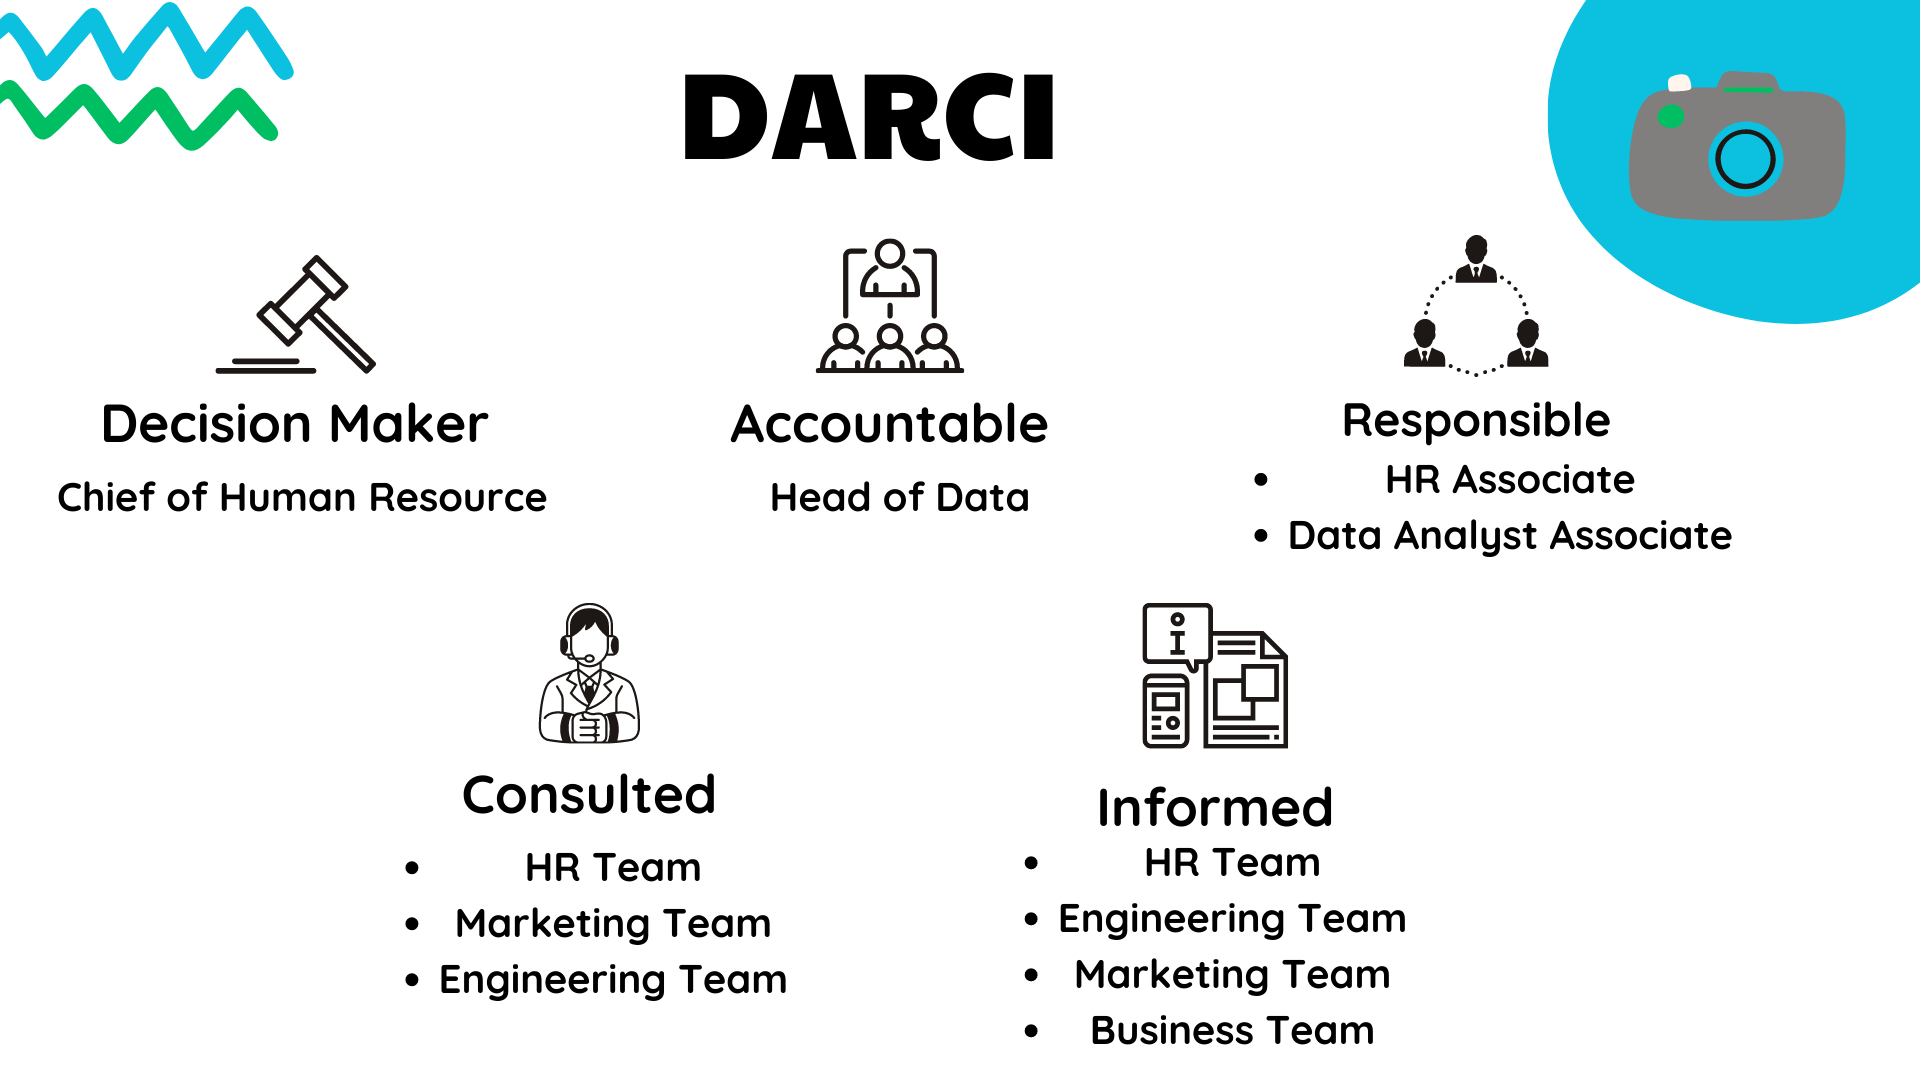 DARCI
Decision Maker
Chief of Human Resource
Accountable
Head of Data
Responsible
• HR Associate
• Data Analyst Associate
Consulted
• HR Team
• Marketing Team
• Engineering Team
Informed
• HR Team
• Engineering Team
• Marketing Team
• Business Team